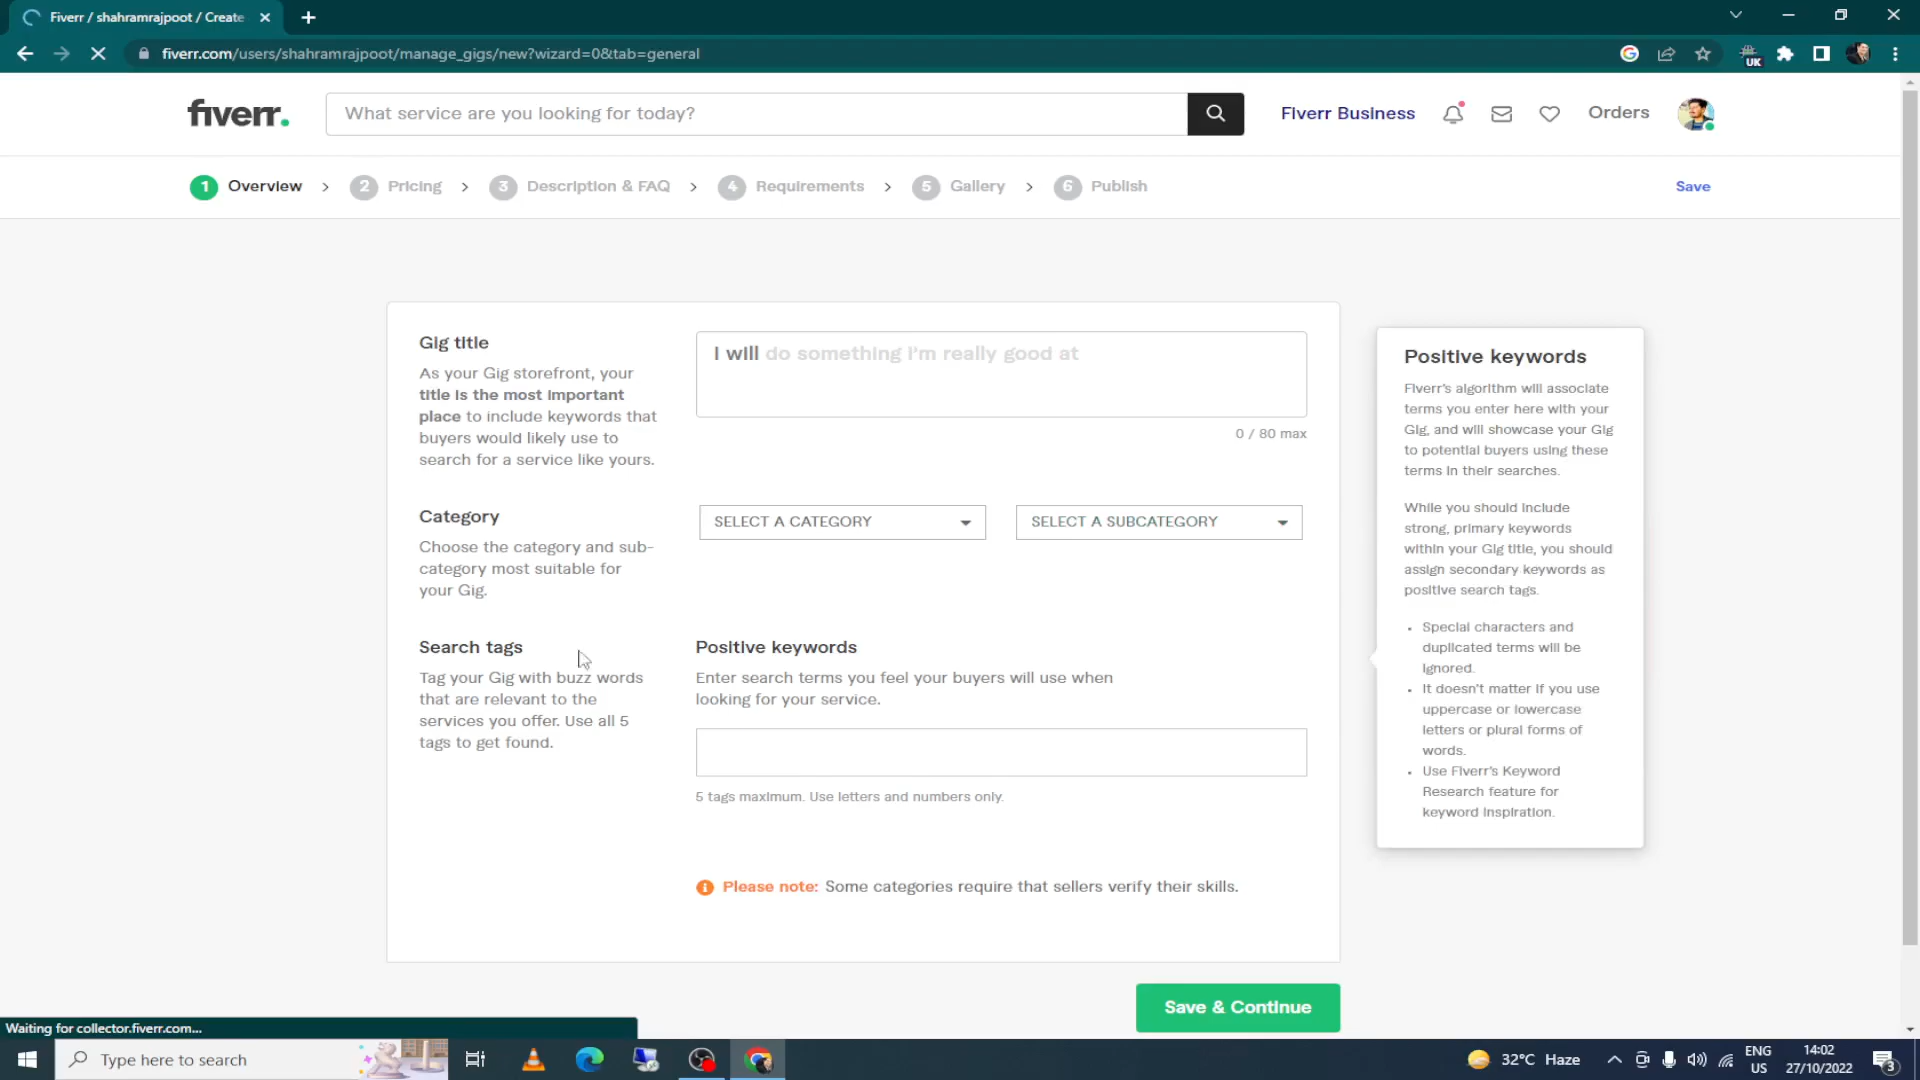 Fiverr / shahramrajpoot / Create
fiverr.com/users/shahramrajpoot/manage_gigs/new?wizard=0&tab=general
UK
fiverr.
What service are you looking for today?
Fiverr Business
Orders
1 Overview > 2 Pricing > 3 Description & FAQ > 4 Requirements > 5 Gallery > 6 Publish
Save
Gig title
As your Gig storefront, your
title is the most important
place to include keywords that
buyers would likely use to
search for a service like yours.
I will do something I'm really good at
0 / 80 max
Category
Choose the category and sub-
category most suitable for
your Gig.
SELECT A CATEGORY
SELECT A SUBCATEGORY
Search tags
Tag your Gig with buzz words
that are relevant to the
services you offer. Use all 5
tags to get found.
Positive keywords
Enter search terms you feel your buyers will use when
looking for your service.
5 tags maximum. Use letters and numbers only.
Please note: Some categories require that sellers verify their skills.
Positive keywords
Fiverr's algorithm will associate
terms you enter here with your
Gig, and will showcase your Gig
to potential buyers using these
terms in their searches.
While you should include
strong, primary keywords
within your Gig title, you should
assign secondary keywords as
positive search tags.
• Special characters and
duplicated terms will be
ignored.
• It doesn't matter if you use
uppercase or lowercase
letters or plural forms of
words.
• Use Fiverr's Keyword
Research feature for
keyword inspiration.
Save & Continue
Waiting for collector.fiverr.com...
Type here to search
32°C Haze
ENG
US
14:02
27/10/2022
3